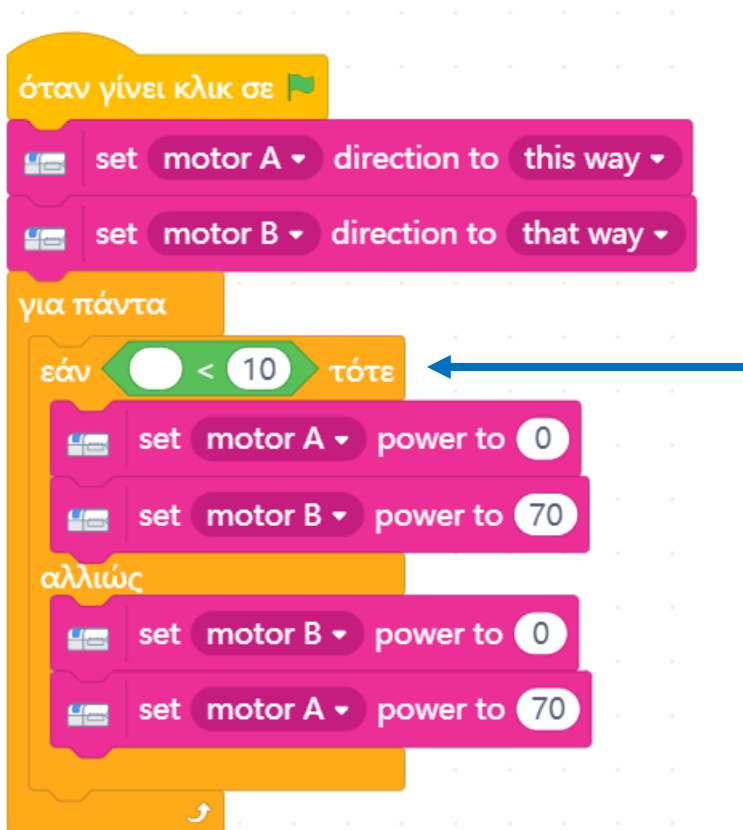 όταν γίνει κλικ σε
set motor A direction to this way
set motor B direction to that way
για πάντα
εάν < 10 τότε
set motor A power to 0
set motor B power to 70
αλλιώς
set motor B power to 0
set motor A power to 70